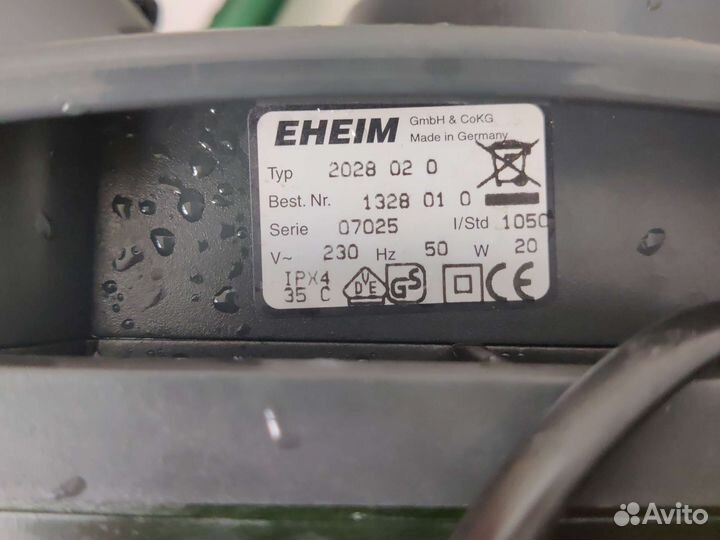 EHEIM GmbH & CoKG
Made in Germany
Typ 2028 02 0
Best. Nr. 1328 01 0
Serie 07025 l/Std 1050
V~ 230 Hz 50 W 20
IPX4
35 C
DVE GS CE
Avito